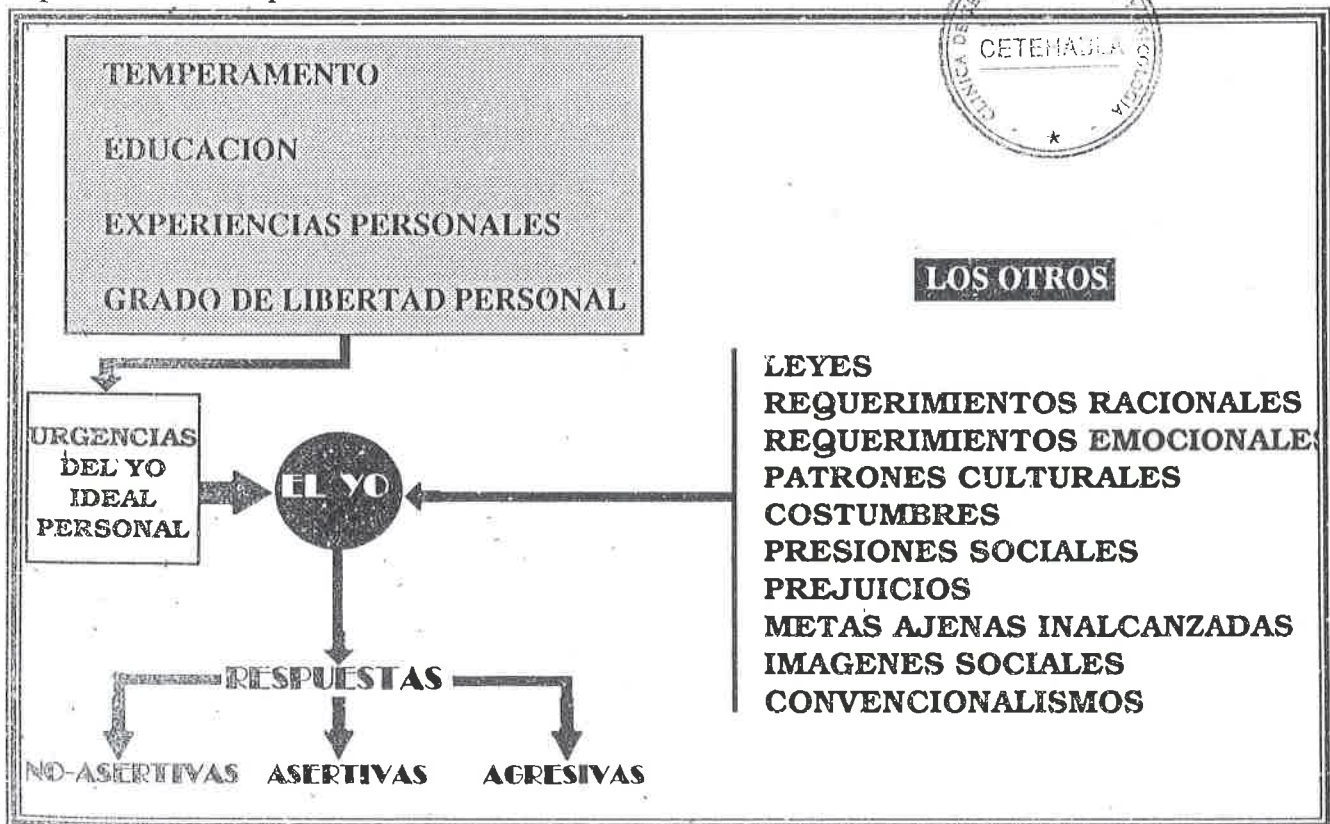 TEMPERAMENTO
EDUCACION
EXPERIENCIAS PERSONALES
GRADO DE LIBERTAD PERSONAL
CETEHAULA
CLINICA DE
LOS OTROS
URGENCIAS
DEL YO
IDEAL
PERSONAL
EL YO
LEYES
REQUERIMIENTOS RACIONALES
REQUERIMIENTOS EMOCIONALES
PATRONES CULTURALES
COSTUMBRES
PRESIONES SOCIALES
PREJUICIOS
METAS AJENAS INALCANZADAS
IMAGENES SOCIALES
CONVENCIONALISMOS
RESPUESTAS
NO-ASERTIVAS ASERTIVAS AGRESIVAS